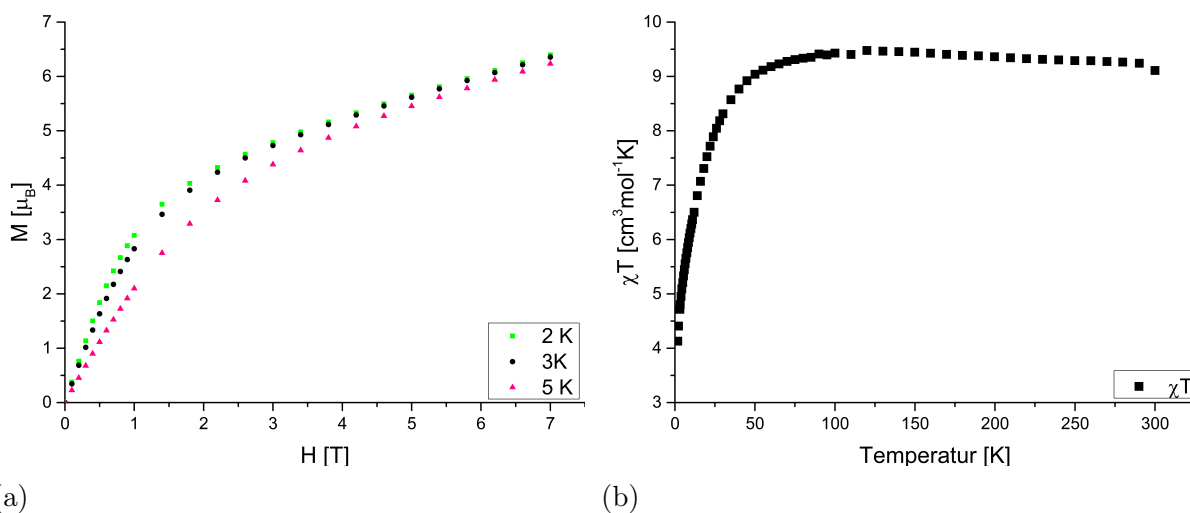 7
6
5
4
3
2
1
0
M [μB]
0 1 2 3 4 5 6 7
H [T]
2 K
3K
5 K
(a)
10
9
8
7
6
5
4
3
χT [cm³mol⁻¹K]
0 50 100 150 200 250 300
Temperatur [K]
χT
(b)